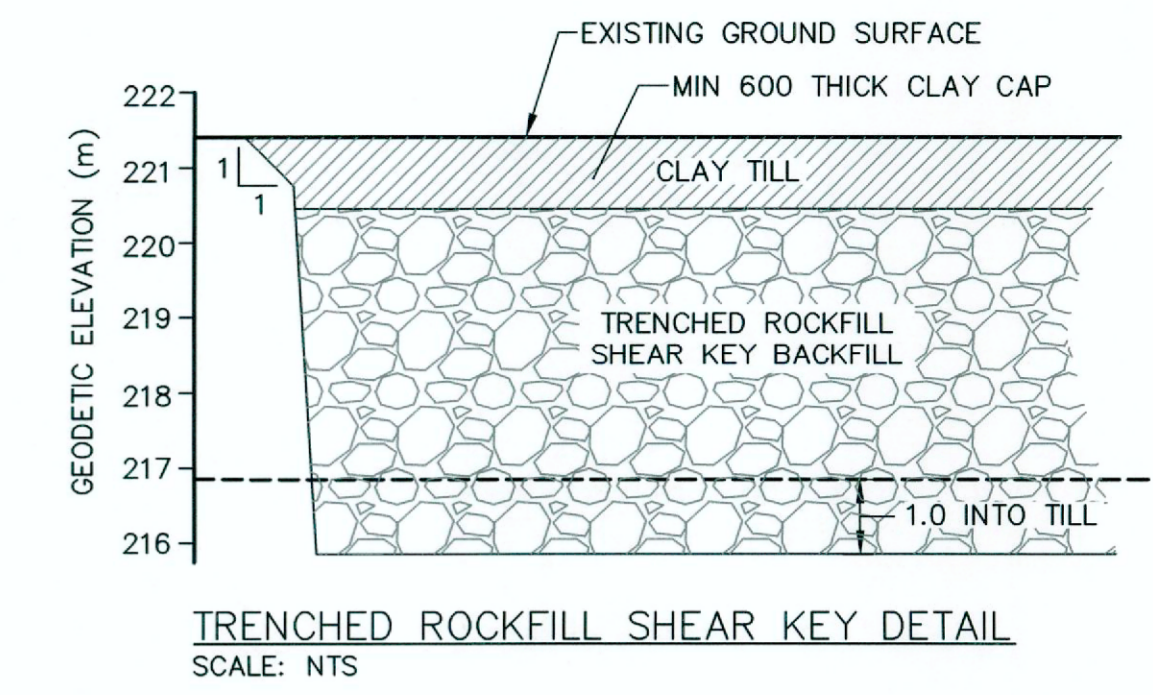 EXISTING GROUND SURFACE
MIN 600 THICK CLAY CAP
222
221
220
219
218
217
216
GEODETIC ELEVATION (m)
1
1
CLAY TILL
TRENCHED ROCKFILL
SHEAR KEY BACKFILL
1.0 INTO TILL
TRENCHED ROCKFILL SHEAR KEY DETAIL
SCALE: NTS